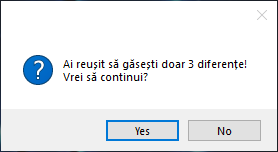 Ai reușit să găsești doar 3 diferențe!
Vrei să continui?
Yes
No